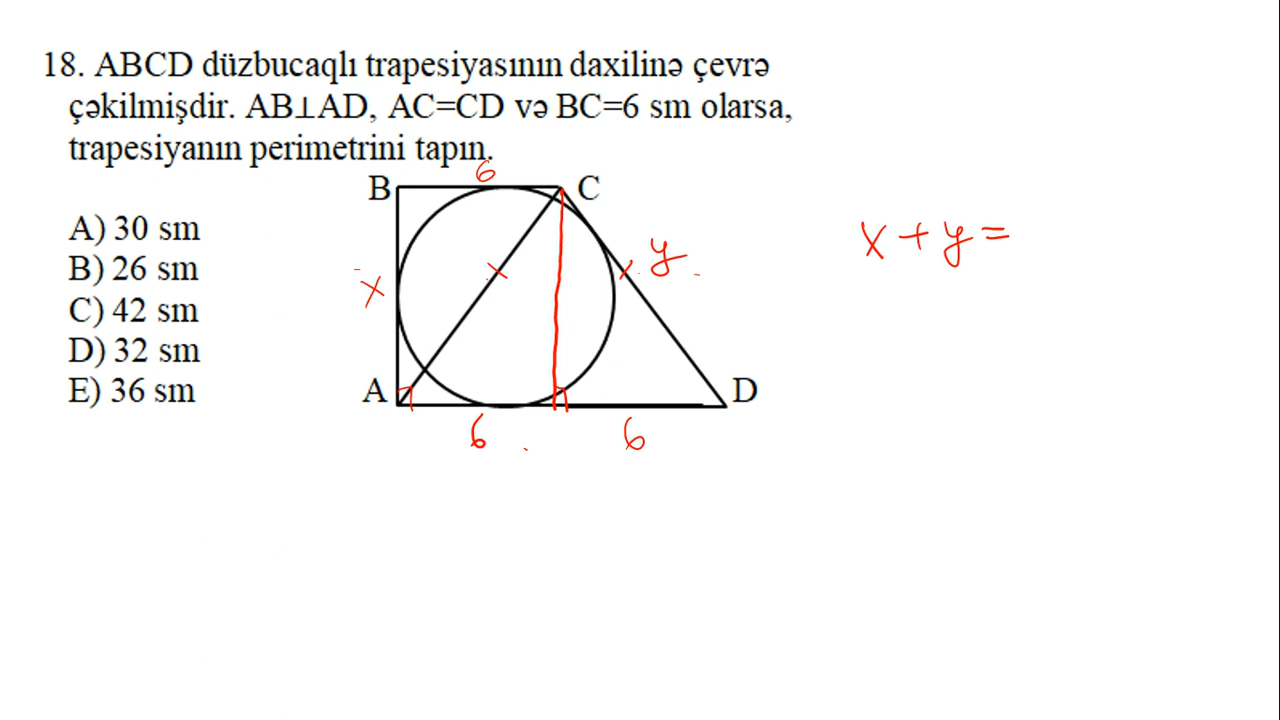 18. ABCD düzbucaqlı trapesiyasının daxilinə çevrə
çəkilmişdir. AB⊥AD, AC=CD və BC=6 sm olarsa,
trapesiyanın perimetrini tapın.
A) 30 sm
B) 26 sm
C) 42 sm
D) 32 sm
E) 36 sm
6
B
C
x
y
x + y =
A
D
6
6